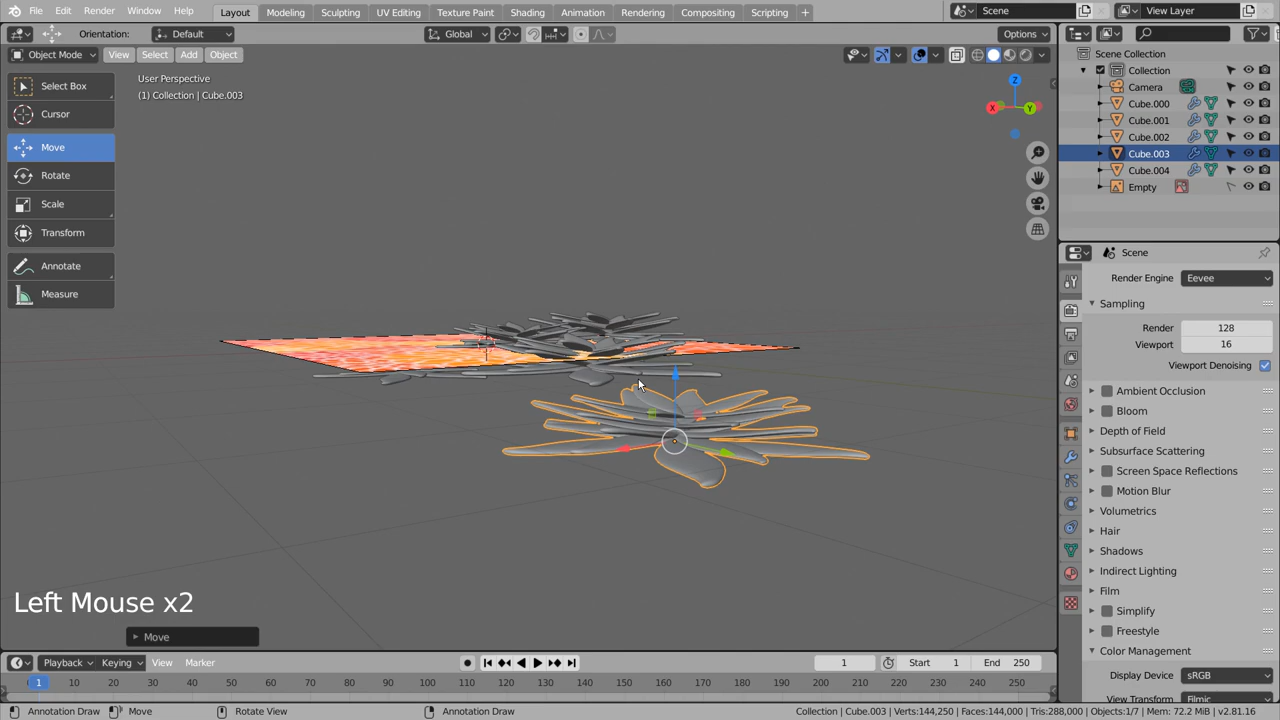 File Edit Render Window Help Layout Modeling Sculpting UV Editing Texture Paint Shading Animation Rendering Compositing Scripting + Scene View Layer
Orientation: Default Global Options
Object Mode View Select Add Object
User Perspective
(1) Collection | Cube.003
Select Box
Cursor
Move
Rotate
Scale
Transform
Annotate
Measure
Z
X
Y
Left Mouse x2
Move
Scene Collection
Collection
Camera
Cube.000
Cube.001
Cube.002
Cube.003
Cube.004
Empty
Scene
Render Engine Eevee
Sampling
Render 128
Viewport 16
Viewport Denoising
Ambient Occlusion
Bloom
Depth of Field
Subsurface Scattering
Screen Space Reflections
Motion Blur
Volumetrics
Hair
Shadows
Indirect Lighting
Film
Simplify
Freestyle
Color Management
Display Device sRGB
View Transform Filmic
Playback Keying View Marker 1 Start 1 End 250
1 10 20 30 40 50 60 70 80 90 100 110 120 130 140 150 160 170 180 190 200 210 220 230 240 250
Annotation Draw Move Rotate View Annotation Draw Collection | Cube.003 | Verts:144,250 | Faces:144,000 | Tris:288,000 | Objects:1/7 | Mem: 72.2 MiB | v2.81.16